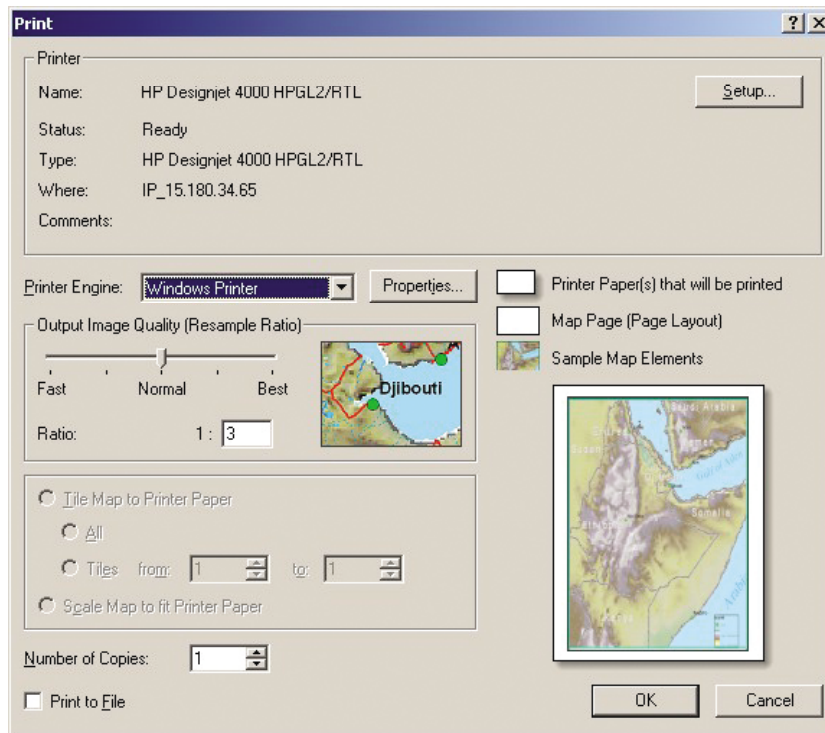 Print
Printer
Name: HP Designjet 4000 HPGL2/RTL
Setup...
Status: Ready
Type: HP Designjet 4000 HPGL2/RTL
Where: IP_15.180.34.65
Comments:
Printer Engine: Windows Printer Properties...
Printer Paper(s) that will be printed
Map Page (Page Layout)
Sample Map Elements
Output Image Quality (Resample Ratio)
Fast Normal Best
Ratio: 1 : 3
Djibouti
Tile Map to Printer Paper
All
Tiles from: 1 to: 1
Scale Map to fit Printer Paper
Saudi Arabia
Yemen
Gulf of Aden
Somalia
Number of Copies: 1
Print to File
OK
Cancel